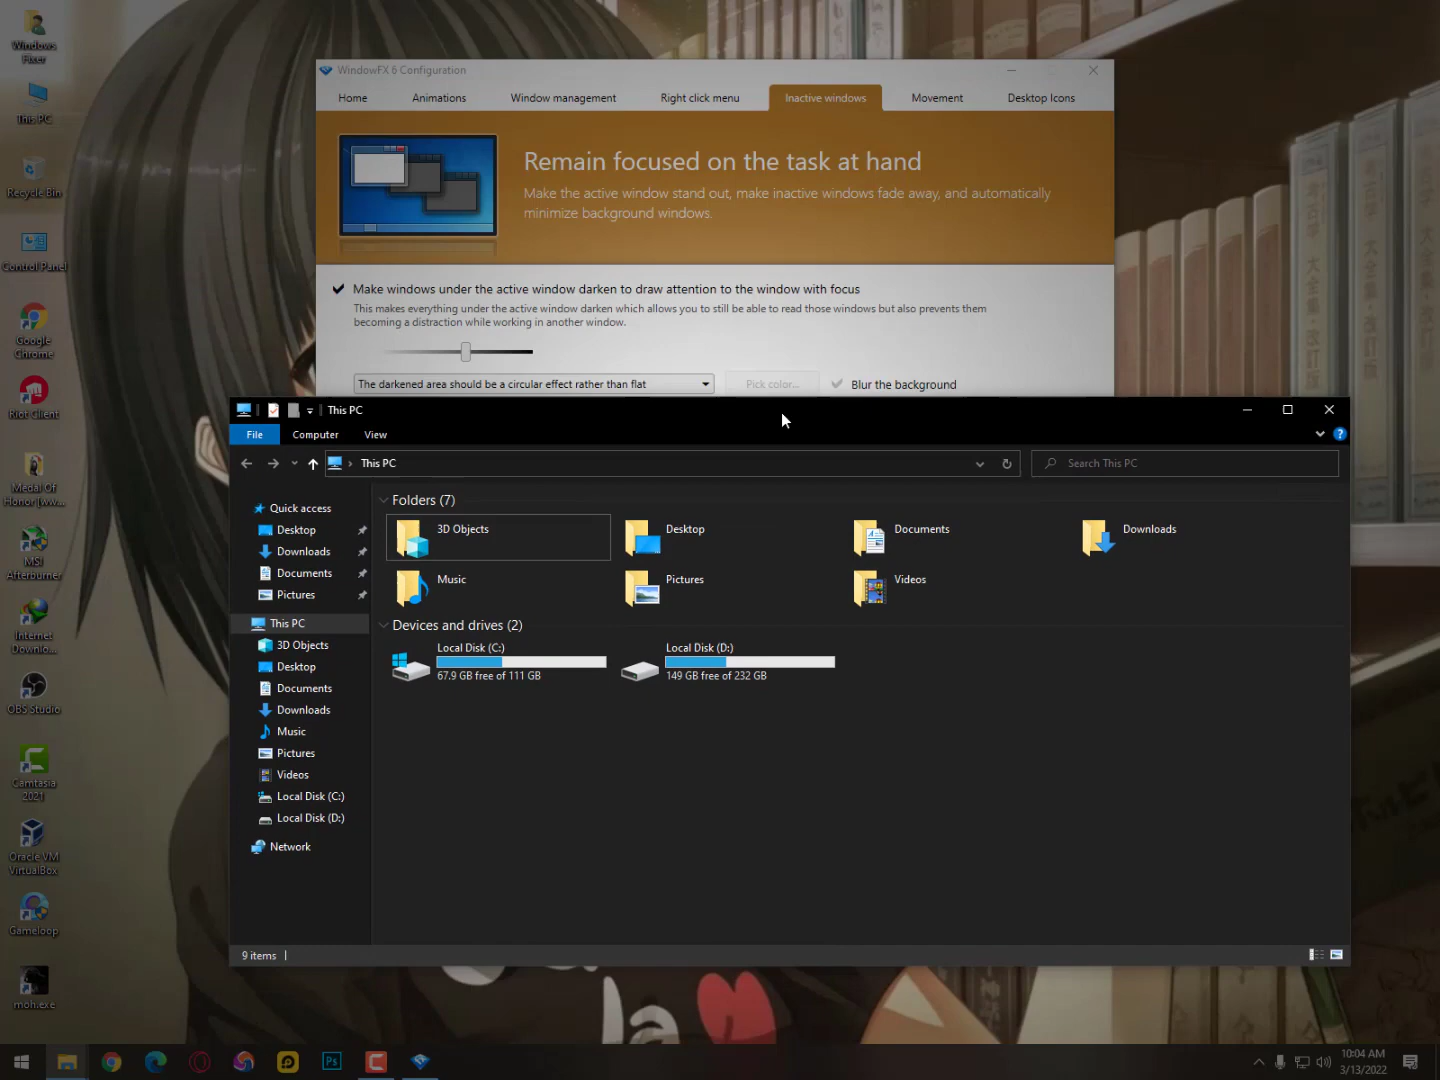 Windows
Fixer
This PC
Recycle Bin
Control Panel
Google
Chrome
Riot Client
Medal Of
Honor [ww...
MSI
Afterburner
Internet
Downlo...
OBS Studio
Camtasia
2021
Oracle VM
VirtualBox
Gameloop
moh.exe
WindowFX 6 Configuration
Home
Animations
Window management
Right click menu
Inactive windows
Movement
Desktop Icons
Remain focused on the task at hand
Make the active window stand out, make inactive windows fade away, and automatically
minimize background windows.
Make windows under the active window darken to draw attention to the window with focus
This makes everything under the active window darken which allows you to still be able to read those windows but also prevents them
becoming a distraction while working in another window.
The darkened area should be a circular effect rather than flat
Pick color...
Blur the background
This PC
File
Computer
View
This PC
Search This PC
Quick access
Desktop
Downloads
Documents
Pictures
This PC
3D Objects
Desktop
Documents
Downloads
Music
Pictures
Videos
Local Disk (C:)
Local Disk (D:)
Network
Folders (7)
3D Objects
Desktop
Documents
Downloads
Music
Pictures
Videos
Devices and drives (2)
Local Disk (C:)
67.9 GB free of 111 GB
Local Disk (D:)
149 GB free of 232 GB
9 items
Ps
10:04 AM
3/13/2022